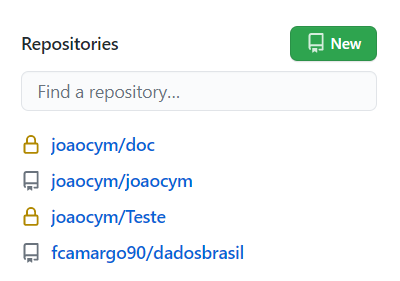 Repositories
New
Find a repository...
joaocym/doc
joaocym/joaocym
joaocym/Teste
fcamargo90/dadosbrasil